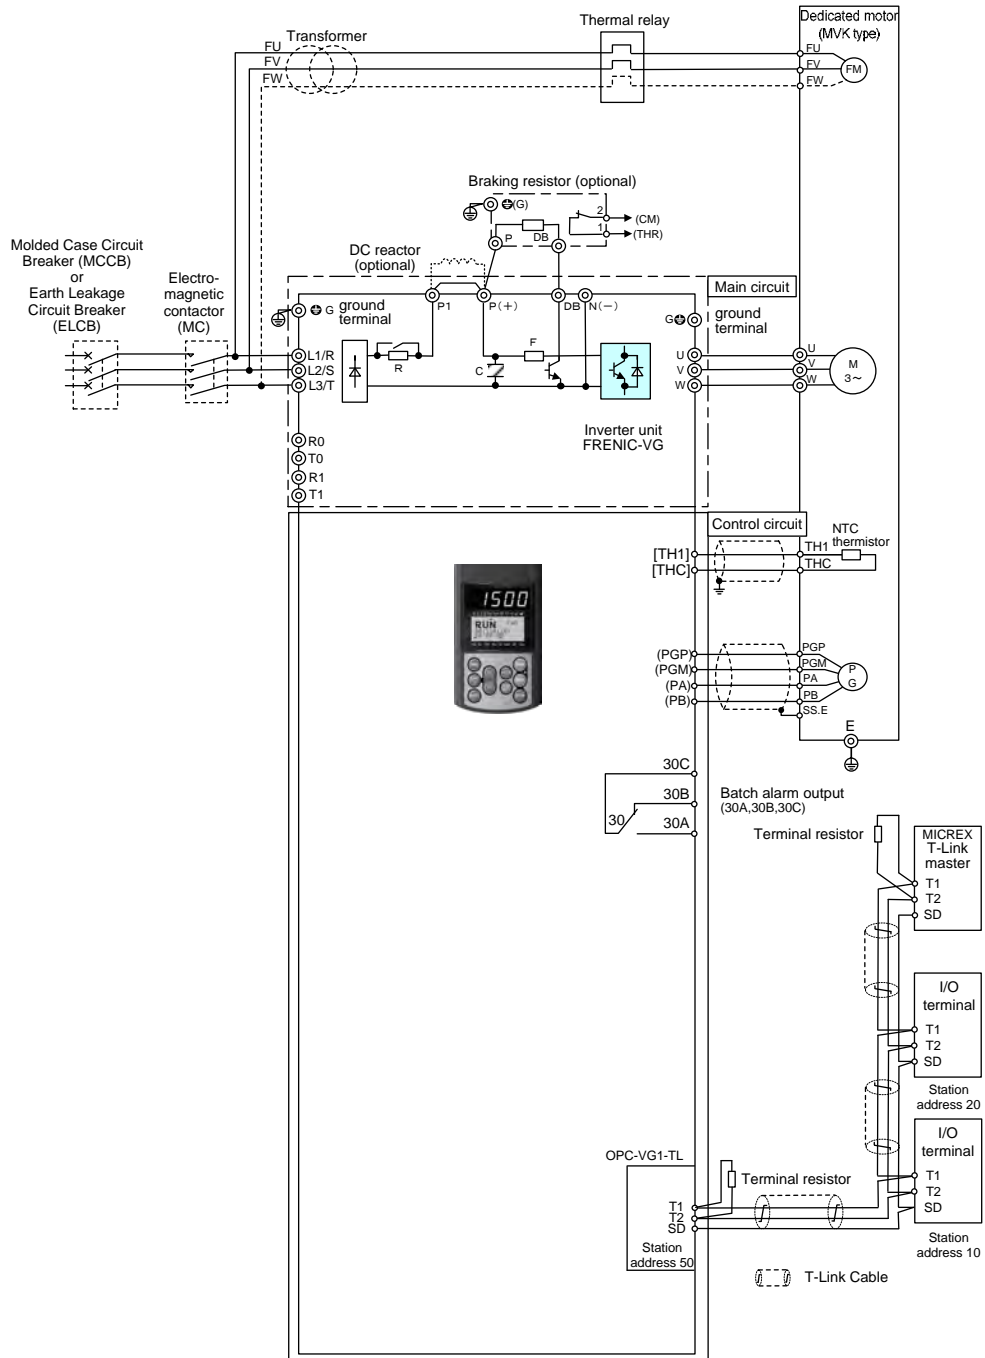 Thermal relay
Dedicated motor
(MVK type)
Transformer
FU
FV
FW
FU
FV
FW
FM
Braking resistor (optional)
(G)
2
(CM)
1
(THR)
P
DB
Molded Case Circuit
Breaker (MCCB)
or
Earth Leakage
Circuit Breaker
(ELCB)
Electro-
magnetic
contactor
(MC)
DC reactor
(optional)
Main circuit
P1
P(+)
DB
N(-)
G
ground
terminal
G
ground
terminal
L1/R
L2/S
L3/T
R
C
F
U
V
W
U
V
W
M
3~
Inverter unit
FRENIC-VG
R0
T0
R1
T1
Control circuit
NTC
thermistor
[TH1]
[THC]
TH1
THC
1500
RUN
(PGP)
(PGM)
(PA)
(PB)
PGP
PGM
PA
PB
SS.E
P
G
E
30C
30B
30
30A
Batch alarm output
(30A,30B,30C)
Terminal resistor
MICREX
T-Link
master
T1
T2
SD
I/O
terminal
T1
T2
SD
Station
address 20
I/O
terminal
T1
T2
SD
Station
address 10
OPC-VG1-TL
Terminal resistor
T1
T2
SD
Station
address 50
T-Link Cable